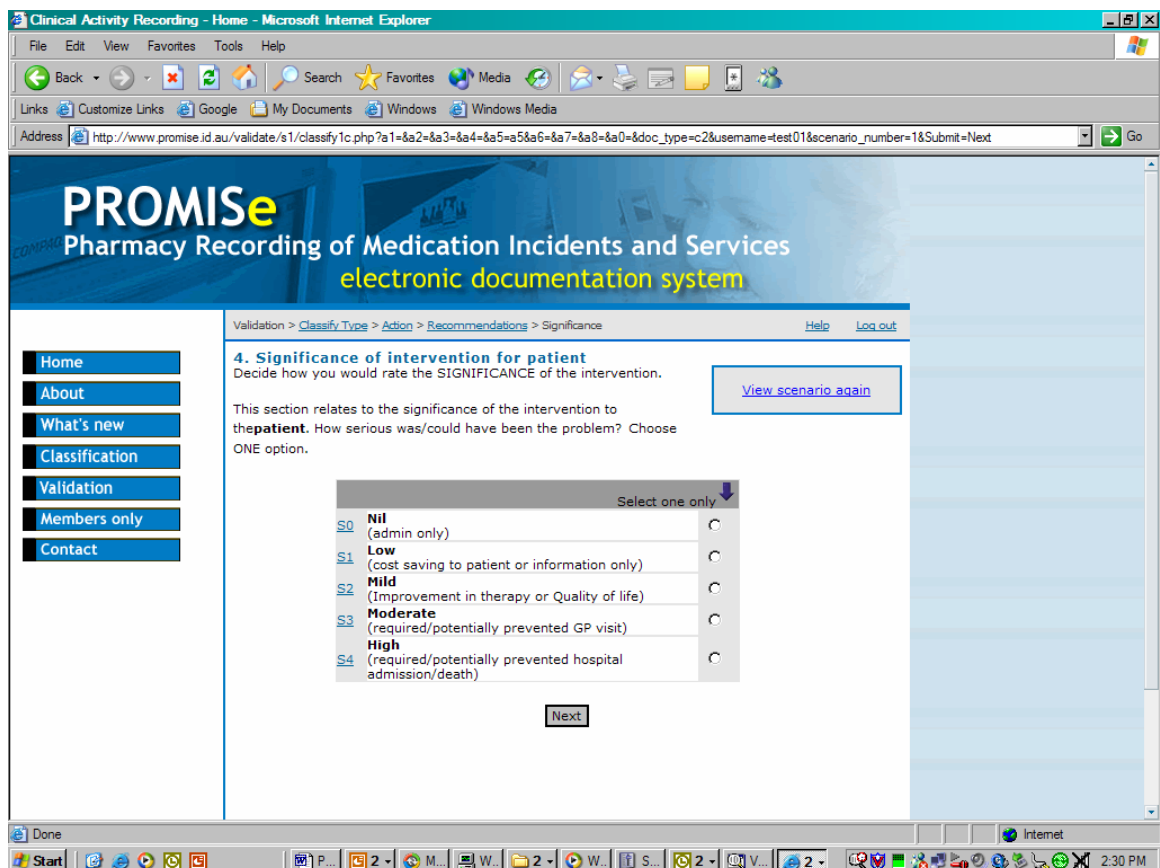 Clinical Activity Recording - Home - Microsoft Internet Explorer
File Edit View Favorites Tools Help
Back Search Favorites Media
Links Customize Links Google My Documents Windows Windows Media
Address http://www.promise.id.au/validate/s1/classify1c.php?a1=&a2=&a3=&a4=&a5=a5&a6=&a7=&a8=&a0=&doc_type=c2&username=test01&scenario_number=1&Submit=Next Go
PROMISe
Pharmacy Recording of Medication Incidents and Services
electronic documentation system
Validation > Classify Type > Action > Recommendations > Significance Help Log out
Home
About
What's new
Classification
Validation
Members only
Contact
4. Significance of intervention for patient
Decide how you would rate the SIGNIFICANCE of the intervention.
View scenario again
This section relates to the significance of the intervention to
thepatient. How serious was/could have been the problem? Choose
ONE option.
Select one only
S0 Nil
(admin only)
S1 Low
(cost saving to patient or information only)
S2 Mild
(Improvement in therapy or Quality of life)
S3 Moderate
(required/potentially prevented GP visit)
S4 High
(required/potentially prevented hospital
admission/death)
Next
Done Internet
Start P... 2 M... W... 2 W... S... 2 V... 2 2:30 PM